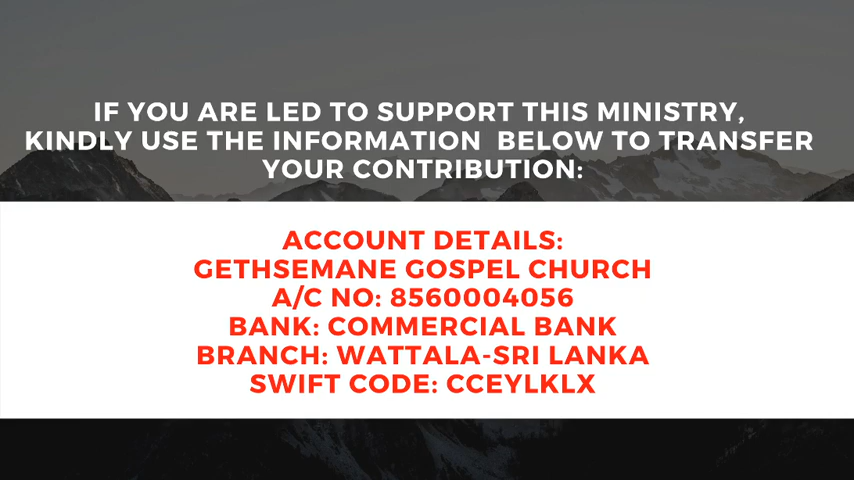 IF YOU ARE LED TO SUPPORT THIS MINISTRY,
KINDLY USE THE INFORMATION BELOW TO TRANSFER
YOUR CONTRIBUTION:
ACCOUNT DETAILS:
GETHSEMANE GOSPEL CHURCH
A/C NO: 8560004056
BANK: COMMERCIAL BANK
BRANCH: WATTALA-SRI LANKA
SWIFT CODE: CCEYLKLX